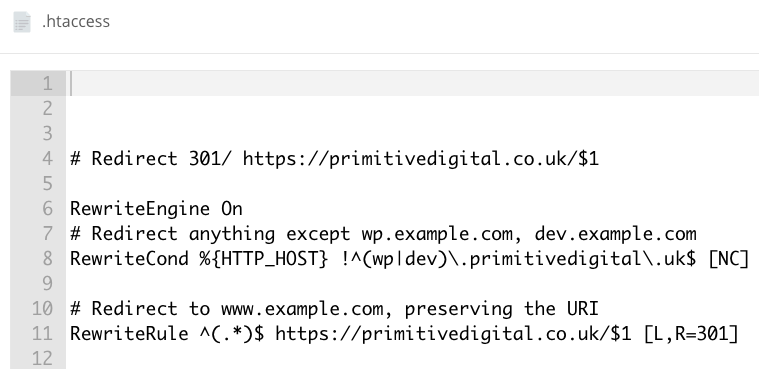 .htaccess
1
2
3
4 # Redirect 301/ https://primitivedigital.co.uk/$1
5
6 RewriteEngine On
7 # Redirect anything except wp.example.com, dev.example.com
8 RewriteCond %{HTTP_HOST} !^(wp|dev)\.primitivedigital\.uk$ [NC]
9
10 # Redirect to www.example.com, preserving the URI
11 RewriteRule ^(.*)$ https://primitivedigital.co.uk/$1 [L,R=301]
12